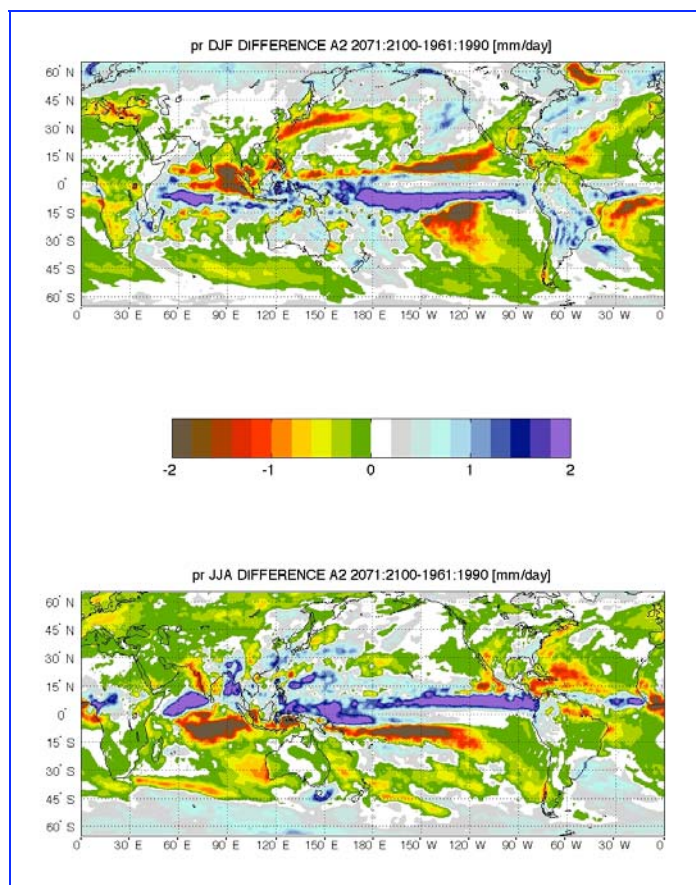 pr DJF DIFFERENCE A2 2071:2100-1961:1990 [mm/day]
60° N
45° N
30° N
15° N
0°
15° S
30° S
45° S
60° S
0 30 E 60 E 90 E 120 E 150 E 180 W 150 W 120 W 90 W 60 W 30 W 0
-2 -1 0 1 2
pr JJA DIFFERENCE A2 2071:2100-1961:1990 [mm/day]
60° N
45° N
30° N
15° N
0°
15° S
30° S
45° S
60° S
0 30 E 60 E 90 E 120 E 150 E 180 W 150 W 120 W 90 W 60 W 30 W 0